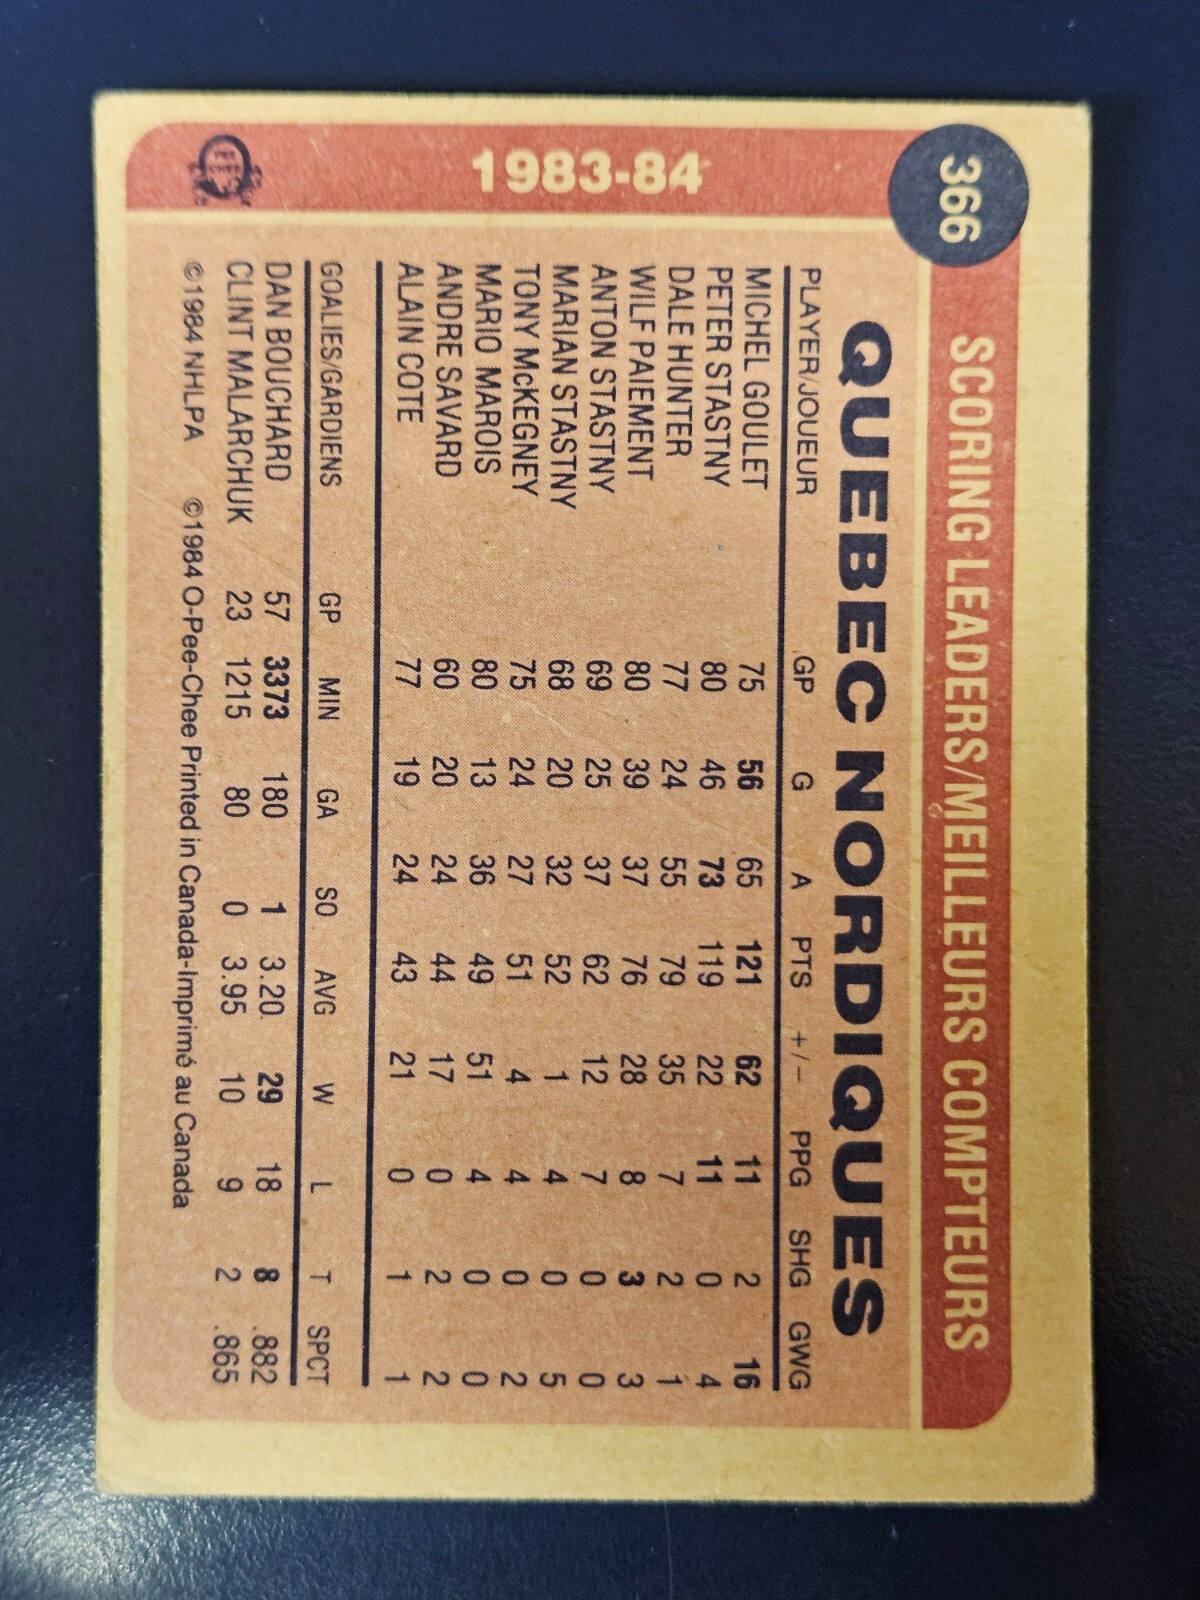 366
SCORING LEADERS/MEILLEURS COMPTEURS
1983-84
O PEE CHEE
QUEBEC NORDIQUES
PLAYER/JOUEUR GP G A PTS +/− PPG SHG GWG
MICHEL GOULET 75 56 65 121 62 11 2 16
PETER STASTNY 80 46 73 119 22 11 0 4
DALE HUNTER 77 24 55 79 35 7 2 1
WILF PAIEMENT 80 39 37 76 28 8 3 3
ANTON STASTNY 69 25 37 62 12 7 0 0
MARIAN STASTNY 68 20 32 52 1 4 0 5
TONY McKEGNEY 75 24 27 51 4 4 0 2
MARIO MAROIS 80 13 36 49 51 4 0 0
ANDRE SAVARD 60 20 24 44 17 0 2 2
ALAIN COTE 77 19 24 43 21 0 1 1
GOALIES/GARDIENS GP MIN GA SO AVG W L T SPCT
DAN BOUCHARD 57 3373 180 1 3.20 29 18 8 .882
CLINT MALARCHUK 23 1215 80 0 3.95 10 9 2 .865
©1984 NHLPA ©1984 O-Pee-Chee Printed in Canada-Imprimé au Canada